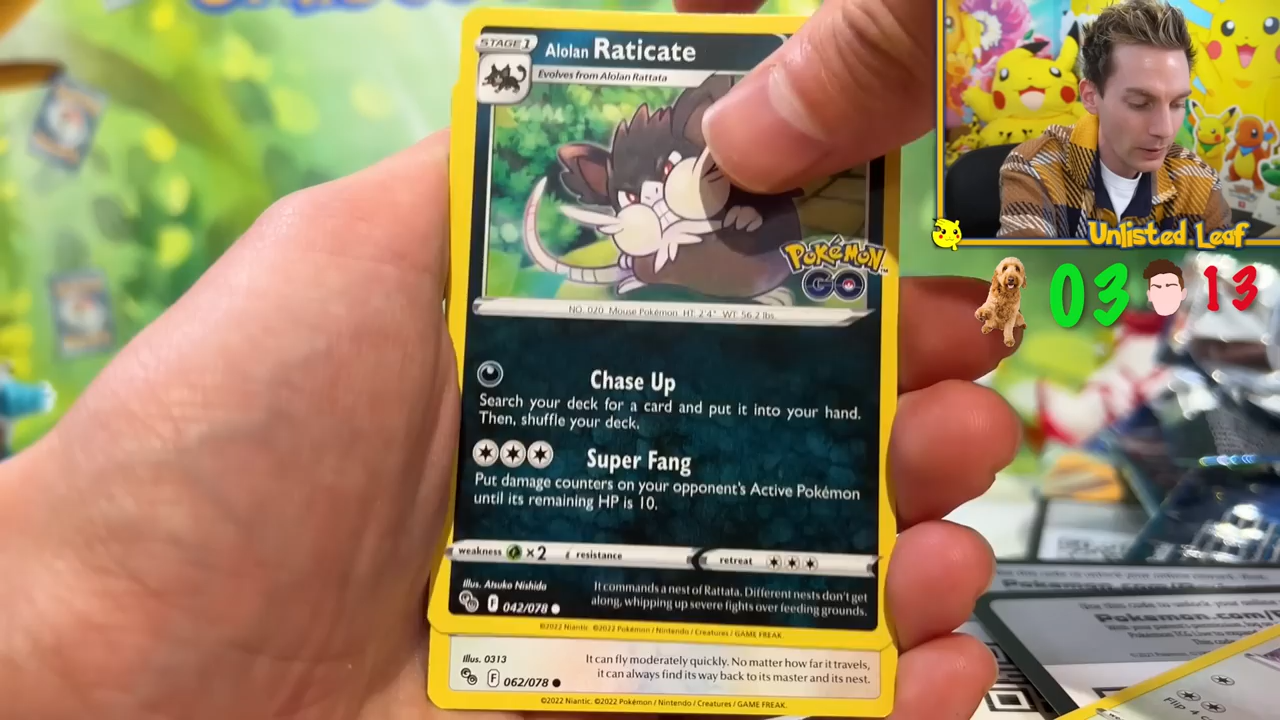 STAGE 1
Alolan Raticate
Evolves from Alolan Rattata
POKéMON
GO
NO. 020 Mouse Pokémon HT: 2'4" WT: 56.2 lbs.
Chase Up
Search your deck for a card and put it into your hand.
Then, shuffle your deck.
Super Fang
Put damage counters on your opponent's Active Pokémon
until its remaining HP is 10.
weakness ×2 resistance retreat
Illus. Atsuko Nishida
It commands a nest of Rattata. Different nests don't get
along, whipping up severe fights over feeding grounds.
F 042/078
©2022 Niantic. ©2022 Pokémon / Nintendo / Creatures / GAME FREAK.
Illus. 0313
It can fly moderately quickly. No matter how far it travels,
it can always find its way back to its master and its nest.
F 062/078
©2022 Niantic. ©2022 Pokémon / Nintendo / Creatures / GAME FREAK.
Unlisted.Leaf
03 13
Pokemon.com/
Flip 4